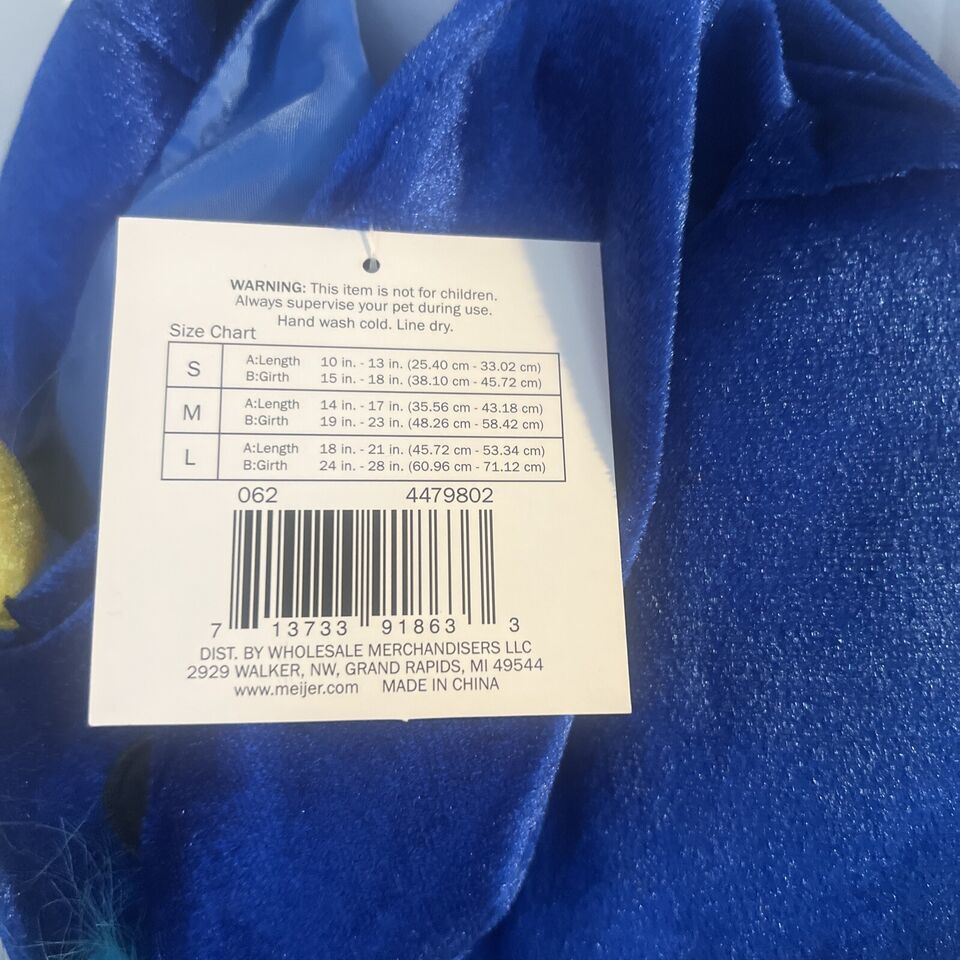 WARNING: This item is not for children.
Always supervise your pet during use.
Hand wash cold. Line dry.
Size Chart
S A:Length 10 in. - 13 in. (25.40 cm - 33.02 cm)
B:Girth 15 in. - 18 in. (38.10 cm - 45.72 cm)
M A:Length 14 in. - 17 in. (35.56 cm - 43.18 cm)
B:Girth 19 in. - 23 in. (48.26 cm - 58.42 cm)
L A:Length 18 in. - 21 in. (45.72 cm - 53.34 cm)
B:Girth 24 in. - 28 in. (60.96 cm - 71.12 cm)
062 4479802
7 13733 91863 3
DIST. BY WHOLESALE MERCHANDISERS LLC
2929 WALKER, NW, GRAND RAPIDS, MI 49544
www.meijer.com MADE IN CHINA